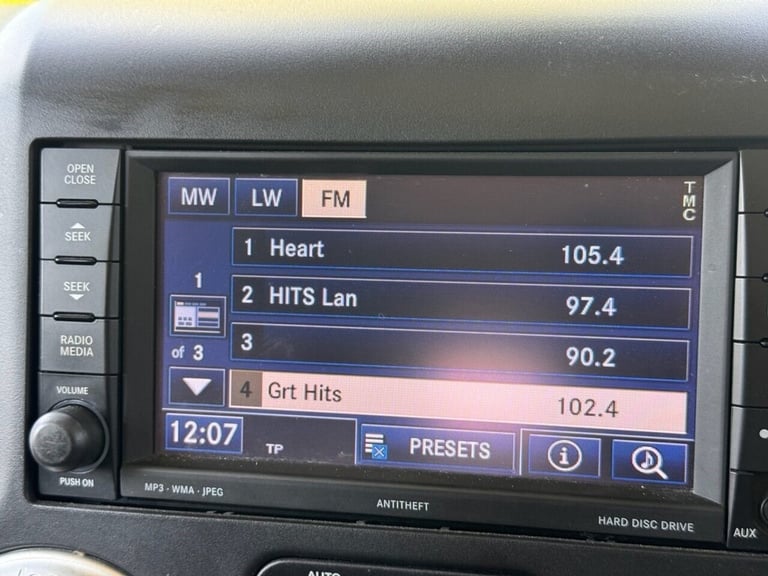 OPEN
CLOSE
SEEK
SEEK
RADIO
MEDIA
VOLUME
PUSH ON
MW LW FM
TMC
1 Heart 105.4
2 HITS Lan 97.4
3 90.2
4 Grt Hits 102.4
1
of 3
12:07 TP PRESETS i
MP3 · WMA · JPEG
ANTITHEFT
HARD DISC DRIVE
AUX
AUTO